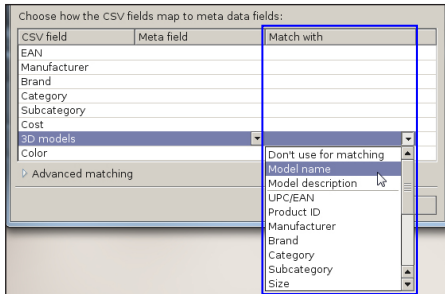 Choose how the CSV fields map to meta data fields:
CSV field Meta field Match with
EAN
Manufacturer
Brand
Category
Subcategory
Cost
3D models
Color
Don't use for matching
Model name
Model description
UPC/EAN
Product ID
Manufacturer
Brand
Category
Subcategory
Size
Advanced matching